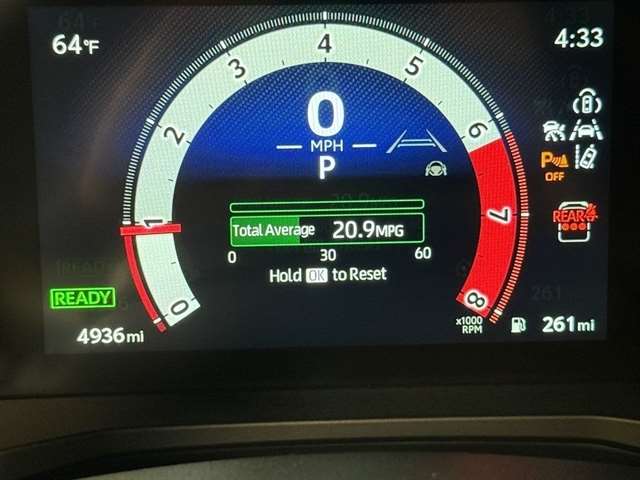 64°F
4:33
4
3
5
2
6
0
MPH
P
P
OFF
1
7
REAR
Total Average 20.9MPG
0 30 60
Hold OK to Reset
READY
0
8
x1000
RPM
4936mi
261mi